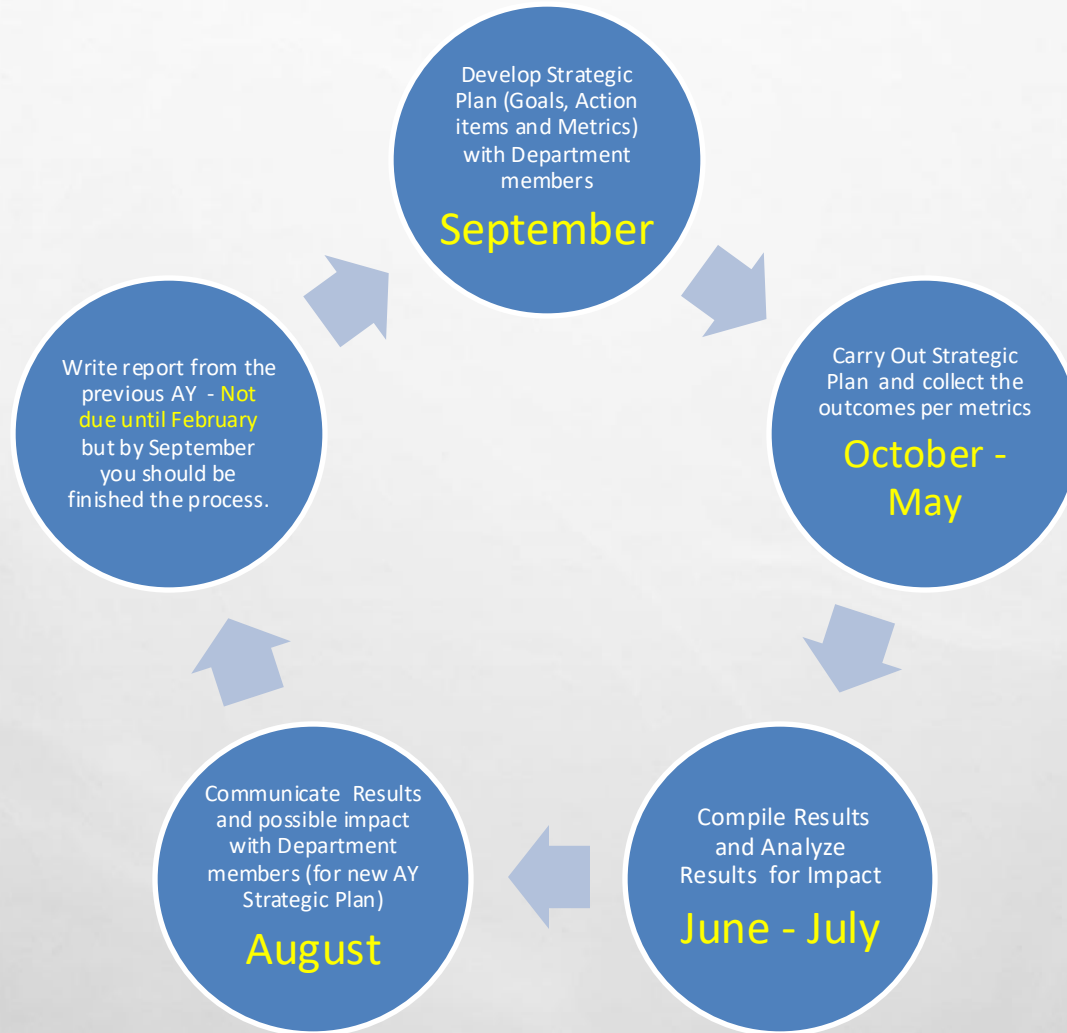 Develop Strategic
Plan (Goals, Action
items and Metrics)
with Department
members
September
Carry Out Strategic
Plan and collect the
outcomes per metrics
October -
May
Compile Results
and Analyze
Results for Impact
June - July
Communicate Results
and possible impact
with Department
members (for new AY
Strategic Plan)
August
Write report from the
previous AY - Not
due until February
but by September
you should be
finished the process.